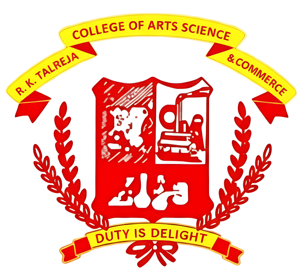 R. K. TALREJA COLLEGE OF ARTS SCIENCE & COMMERCE
DUTY IS DELIGHT